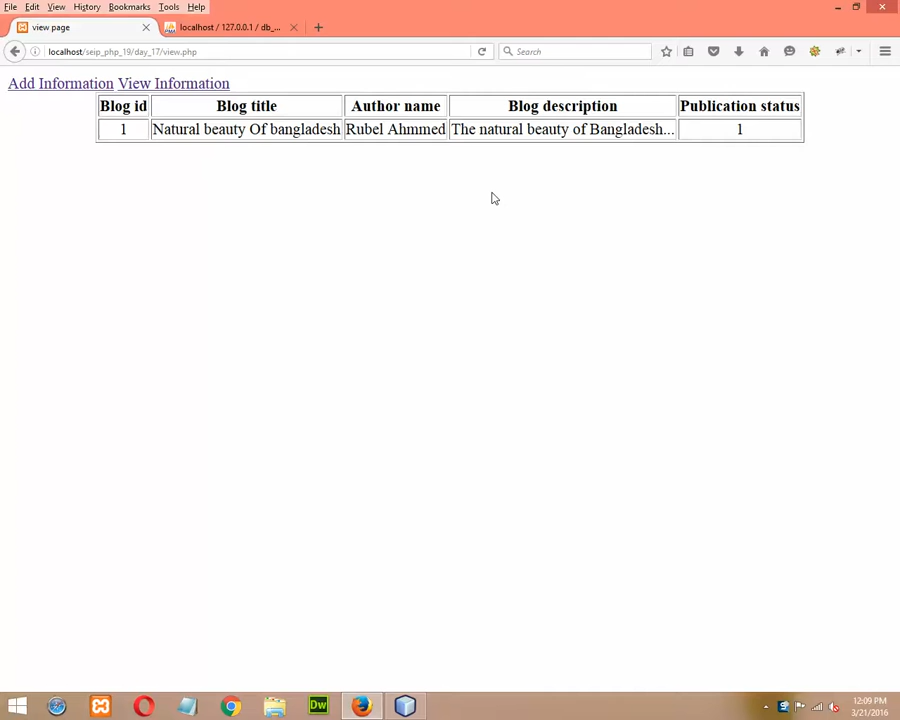 File Edit View History Bookmarks Tools Help
view page
localhost / 127.0.0.1 / db_...
localhost/seip_php_19/day_17/view.php
Search
Add Information View Information
Blog id Blog title Author name Blog description Publication status
1 Natural beauty Of bangladesh Rubel Ahmmed The natural beauty of Bangladesh... 1
Dw
12:09 PM
3/21/2016